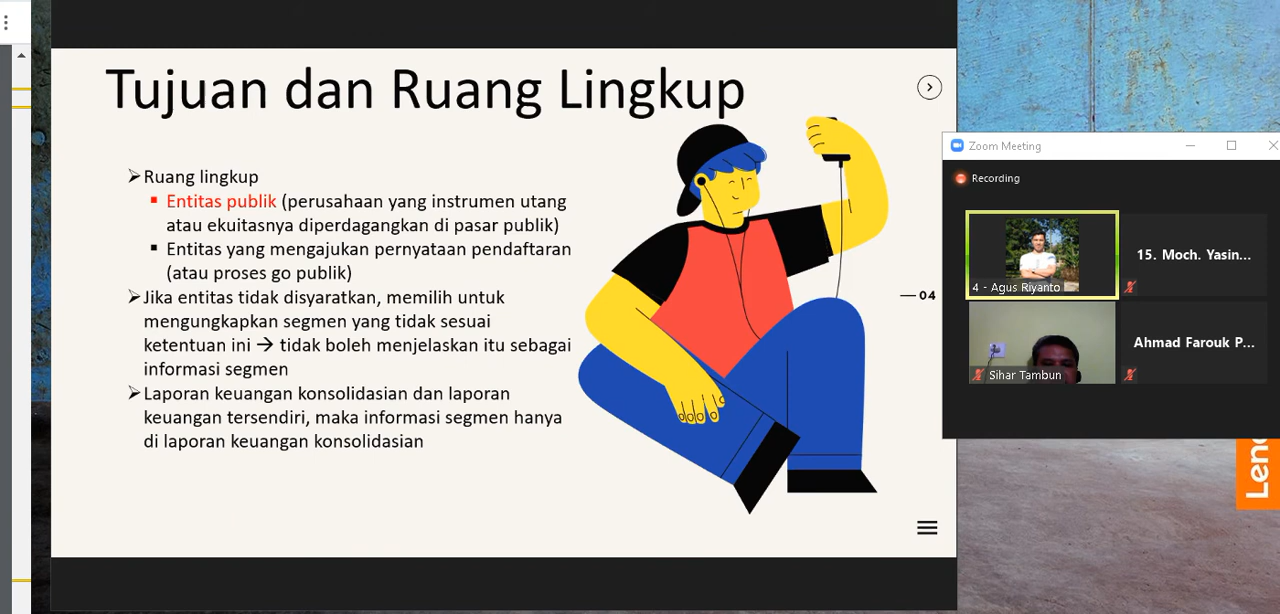 Tujuan dan Ruang Lingkup
Ruang lingkup
Entitas publik (perusahaan yang instrumen utang
atau ekuitasnya diperdagangkan di pasar publik)
Entitas yang mengajukan pernyataan pendaftaran
(atau proses go publik)
Jika entitas tidak disyaratkan, memilih untuk
mengungkapkan segmen yang tidak sesuai
ketentuan ini → tidak boleh menjelaskan itu sebagai
informasi segmen
Laporan keuangan konsolidasian dan laporan
keuangan tersendiri, maka informasi segmen hanya
di laporan keuangan konsolidasian
04
Zoom Meeting
Recording
4 - Agus Riyanto
15. Moch. Yasin...
Sihar Tambun
Ahmad Farouk P...